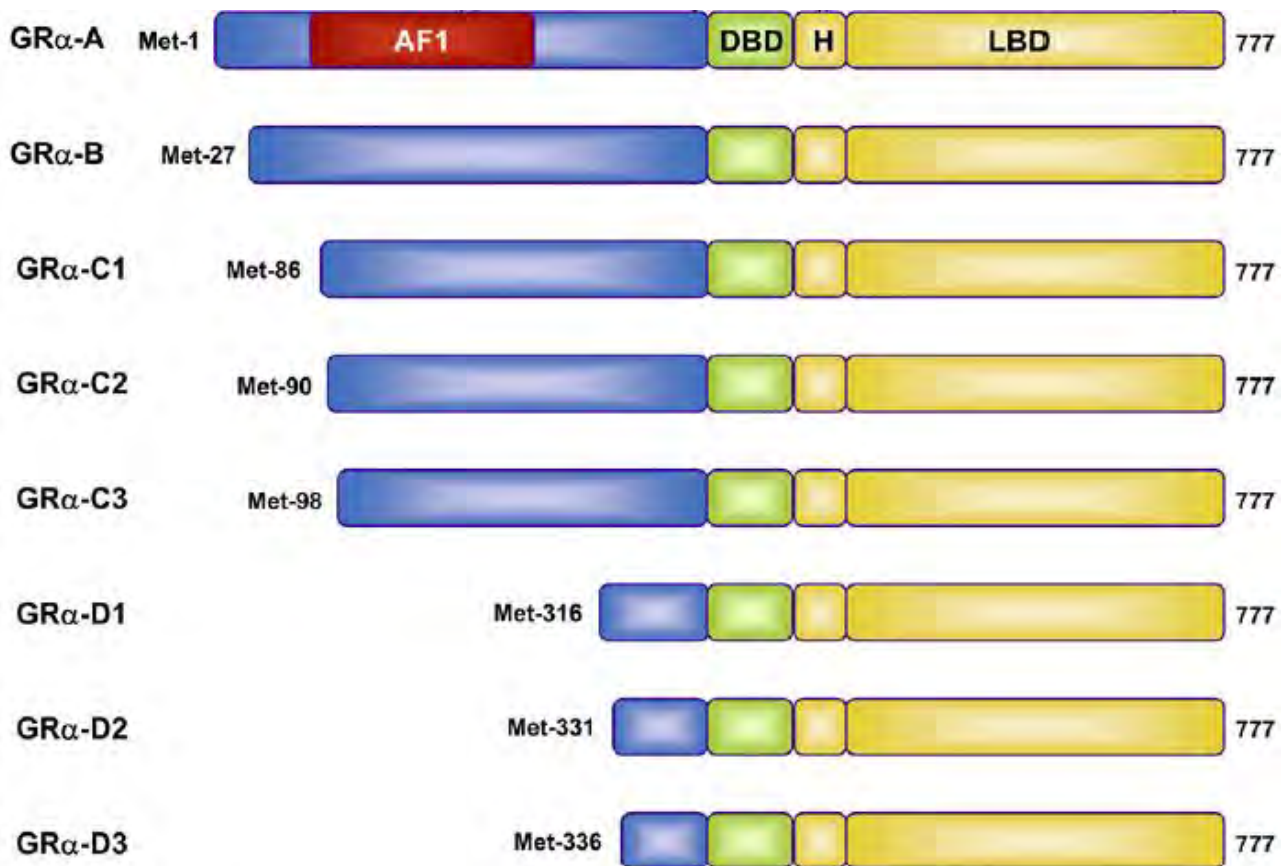 GRα-A Met-1 AF1 DBD H LBD 777
GRα-B Met-27 777
GRα-C1 Met-86 777
GRα-C2 Met-90 777
GRα-C3 Met-98 777
GRα-D1 Met-316 777
GRα-D2 Met-331 777
GRα-D3 Met-336 777